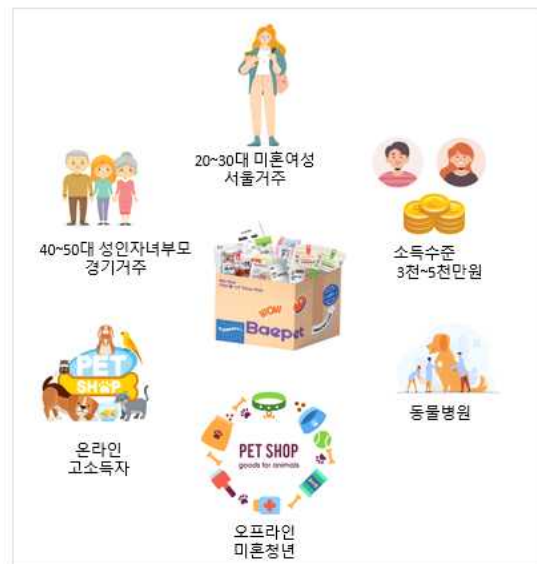 20~30대 미혼여성
서울거주
40~50대 성인자녀부모
경기거주
소득수준
3천~5천만원
WOW
Baepet
PET
SHOP
온라인
고소득자
PET SHOP
goods for animals
오프라인
미혼청년
동물병원